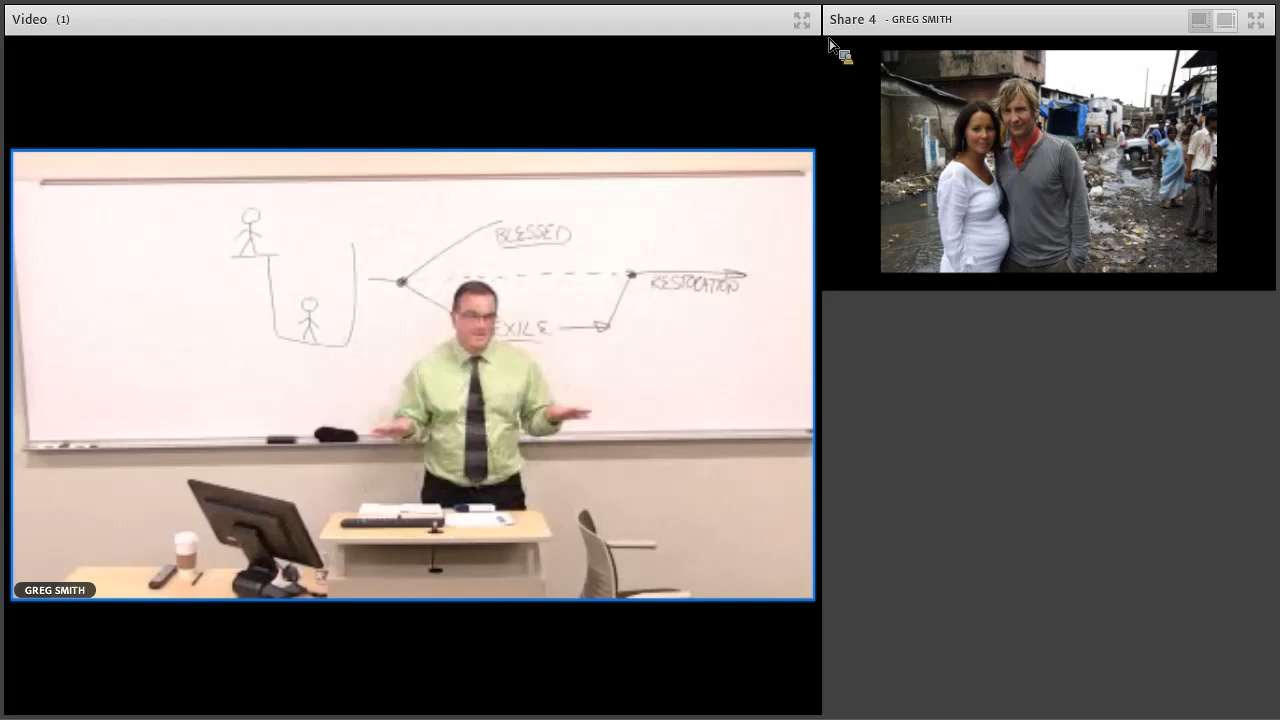 Video (1)
Share 4 - GREG SMITH
BLESSED
RESTORATION
EXILE
GREG SMITH